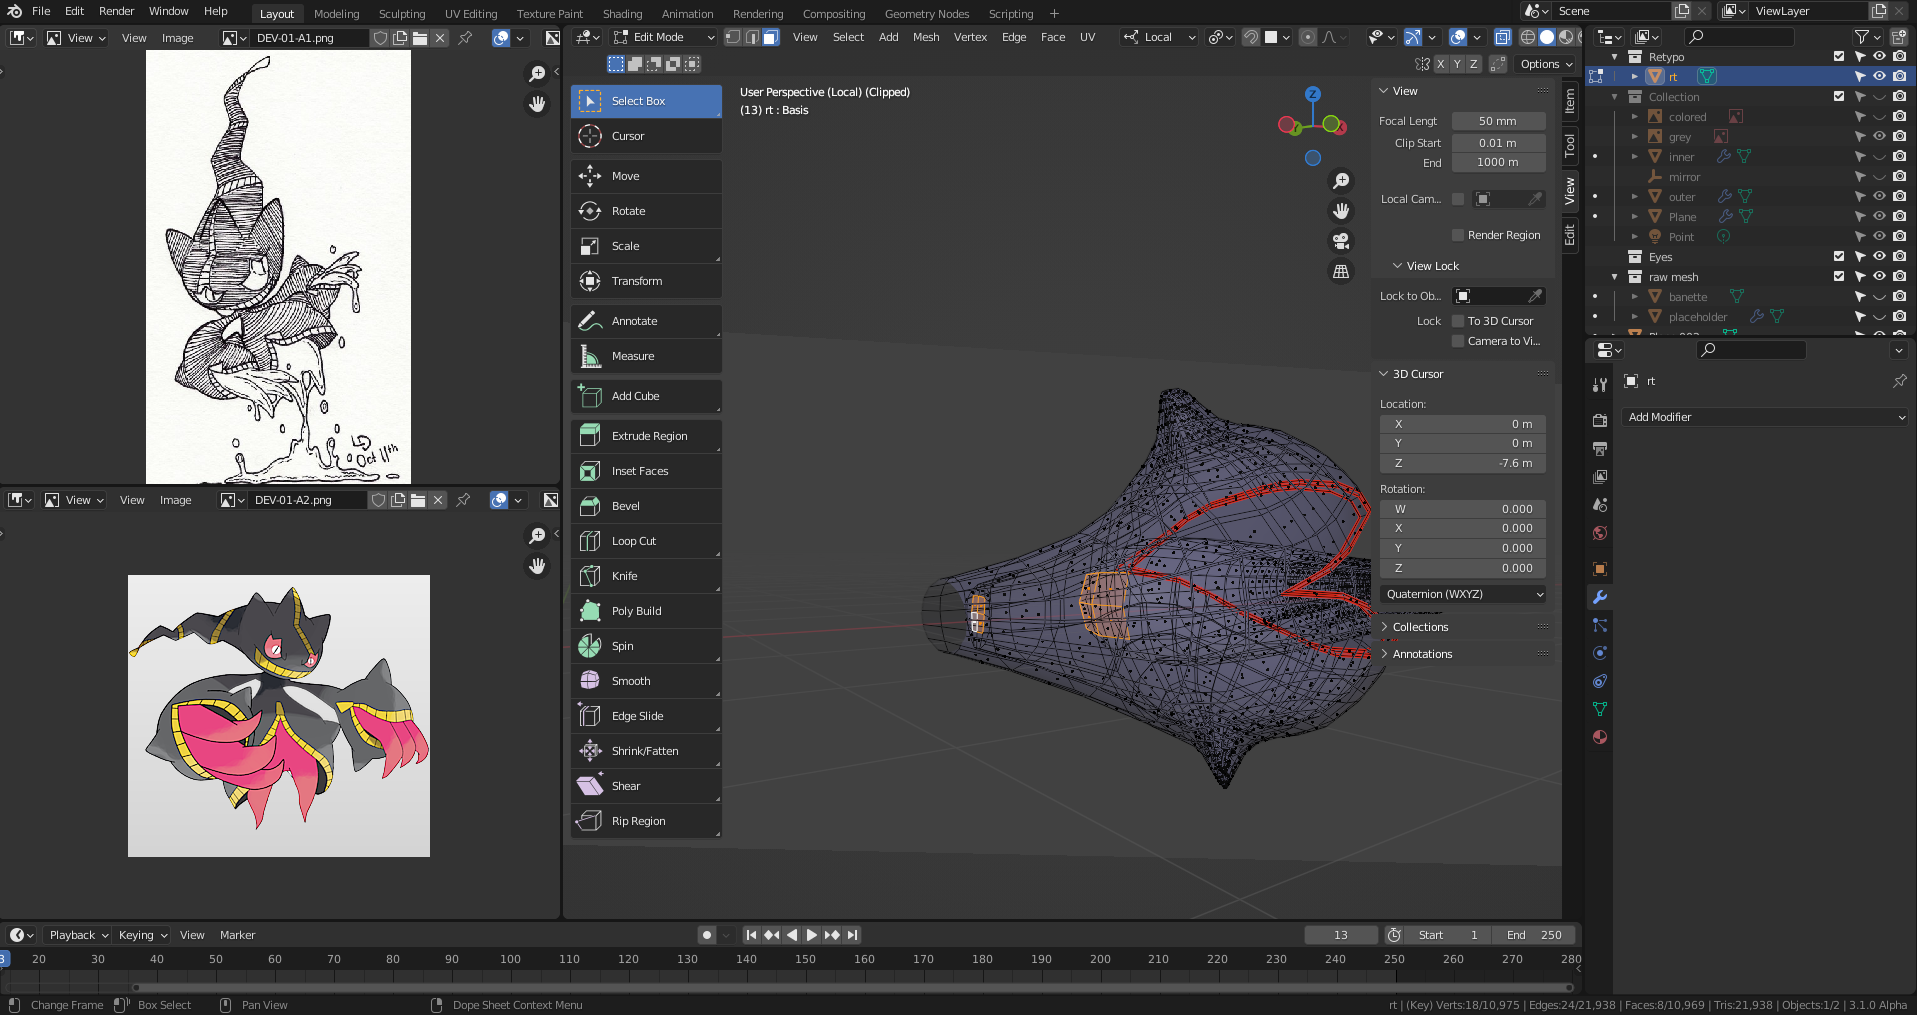 File Edit Render Window Help Layout Modeling Sculpting UV Editing Texture Paint Shading Animation Rendering Compositing Geometry Nodes Scripting + Scene ViewLayer
View View Image DEV-01-A1.png Edit Mode View Select Add Mesh Vertex Edge Face UV Local
X Y Z Options
User Perspective (Local) (Clipped)
(13) rt : Basis
Select Box
Cursor
Move
Rotate
Scale
Transform
Annotate
Measure
Add Cube
Extrude Region
Inset Faces
Bevel
Loop Cut
Knife
Poly Build
Spin
Smooth
Edge Slide
Shrink/Fatten
Shear
Rip Region
Z
View
Focal Lengt 50 mm
Clip Start 0.01 m
End 1000 m
Local Cam...
Render Region
View Lock
Lock to Ob...
Lock To 3D Cursor
Camera to Vi...
3D Cursor
Location:
X 0 m
Y 0 m
Z -7.6 m
Rotation:
W 0.000
X 0.000
Y 0.000
Z 0.000
Quaternion (WXYZ)
Collections
Annotations
Item
Tool
View
Edit
Retypo
rt
Collection
colored
grey
inner
mirror
outer
Plane
Point
Eyes
raw mesh
banette
placeholder
rt
Add Modifier
LD
Oct 11th
View View Image DEV-01-A2.png
Playback Keying View Marker 13 Start 1 End 250
3 20 30 40 50 60 70 80 90 100 110 120 130 140 150 160 170 180 190 200 210 220 230 240 250 260 270 280
Change Frame Box Select Pan View Dope Sheet Context Menu rt | (Key) Verts:18/10,975 | Edges:24/21,938 | Faces:8/10,969 | Tris:21,938 | Objects:1/2 | 3.1.0 Alpha